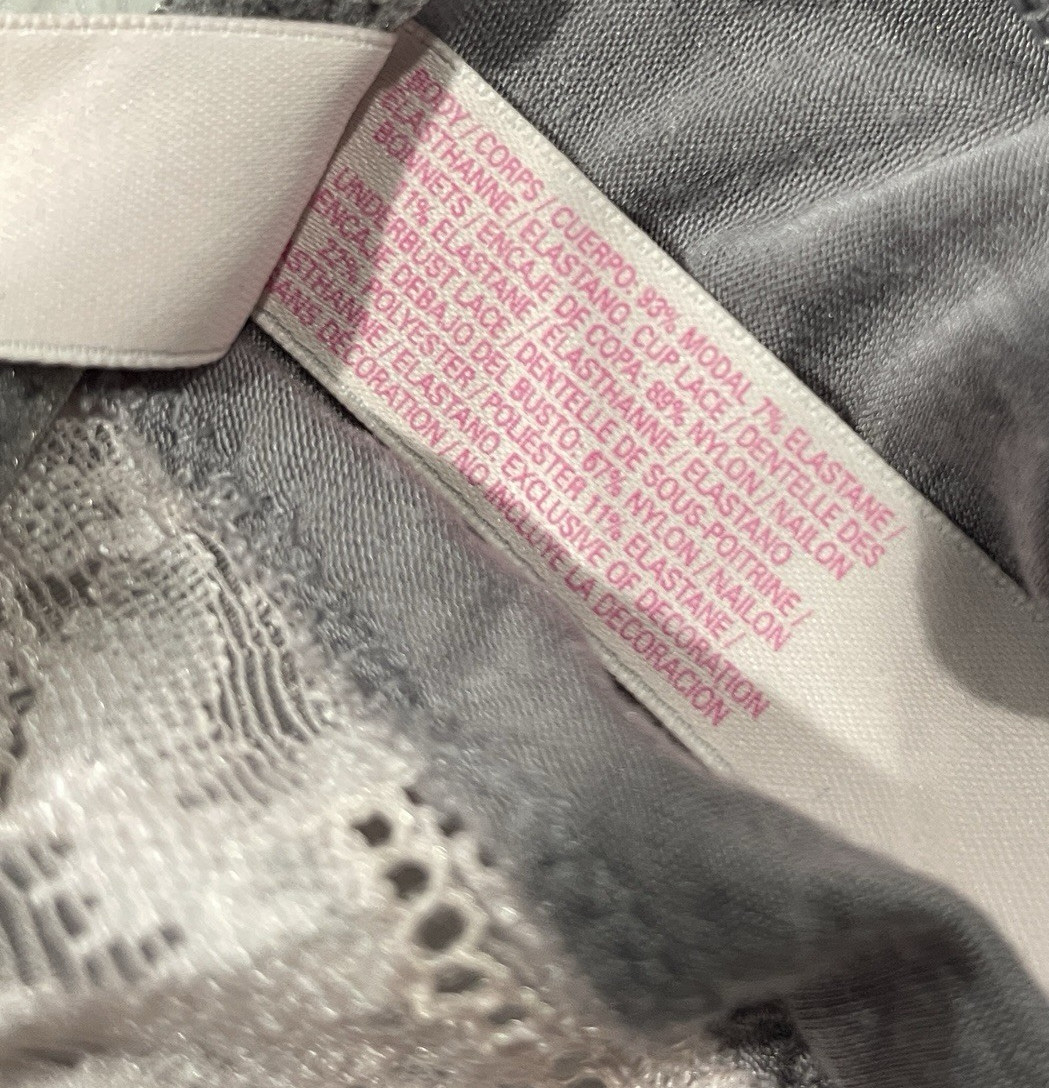 BODY / CORPS / CUERPO: 93% MODAL 7% ELASTANE /
ELASTHANNE / ELASTANO. CUP LACE / DENTELLE DES
BONNETS / ENCAJE DE COPA: 89% NYLON / NAILON
11% ELASTANE / ELASTHANNE / ELASTANO
UNDERBUST LACE / DENTELLE DE SOUS-POITRINE /
ENCAJE DEBAJO DEL BUSTO: 67% NYLON / NAILON
22% POLYESTER / POLIESTER 11% ELASTANE /
ELASTHANNE / ELASTANO EXCLUSIVE OF DECORATION
SANS DÉCORATION / NO INCLUYE LA DECORACION